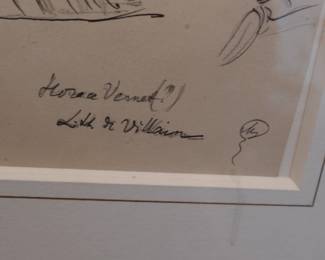 Horace Vernet(?)
Lith de Villain